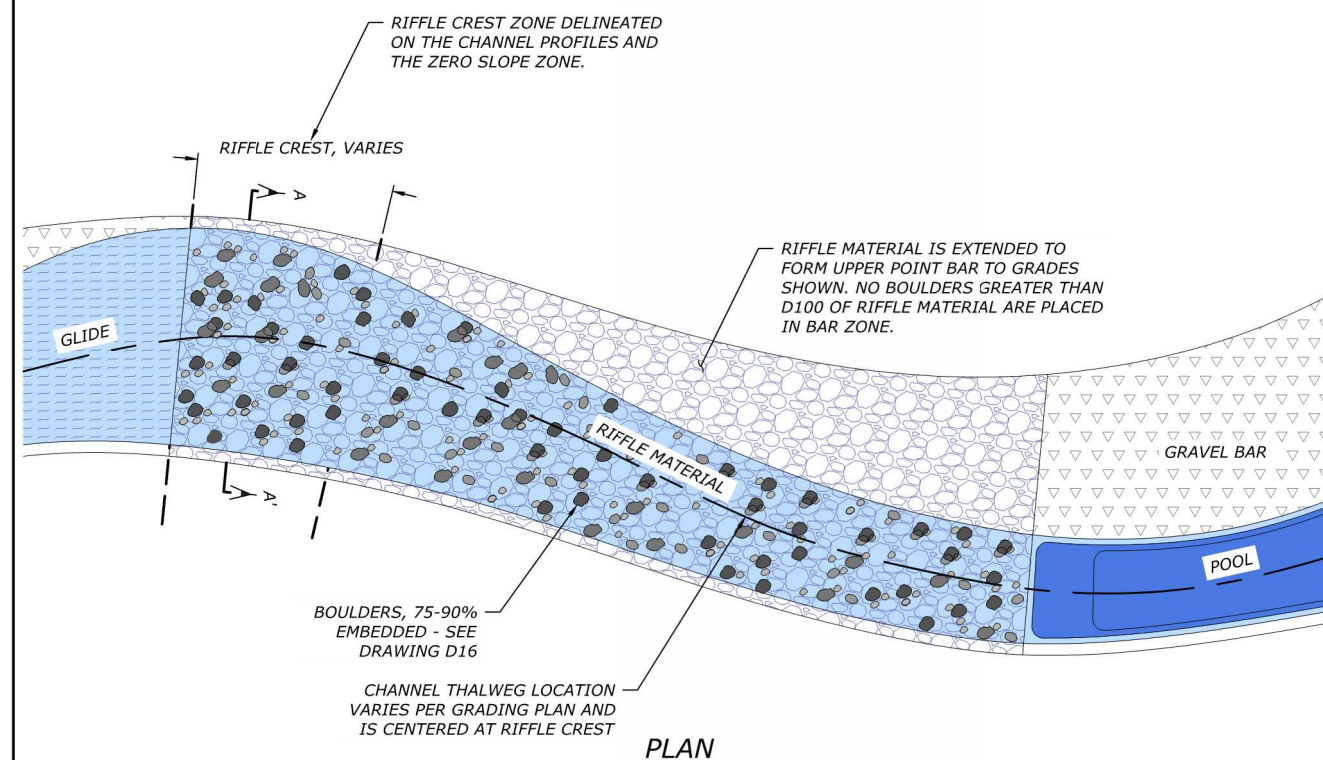 RIFFLE CREST ZONE DELINEATED
ON THE CHANNEL PROFILES AND
THE ZERO SLOPE ZONE.
RIFFLE CREST, VARIES
A
RIFFLE MATERIAL IS EXTENDED TO
FORM UPPER POINT BAR TO GRADES
SHOWN. NO BOULDERS GREATER THAN
D100 OF RIFFLE MATERIAL ARE PLACED
IN BAR ZONE.
GLIDE
RIFFLE MATERIAL
GRAVEL BAR
A'
POOL
BOULDERS, 75-90%
EMBEDDED - SEE
DRAWING D16
CHANNEL THALWEG LOCATION
VARIES PER GRADING PLAN AND
IS CENTERED AT RIFFLE CREST
PLAN